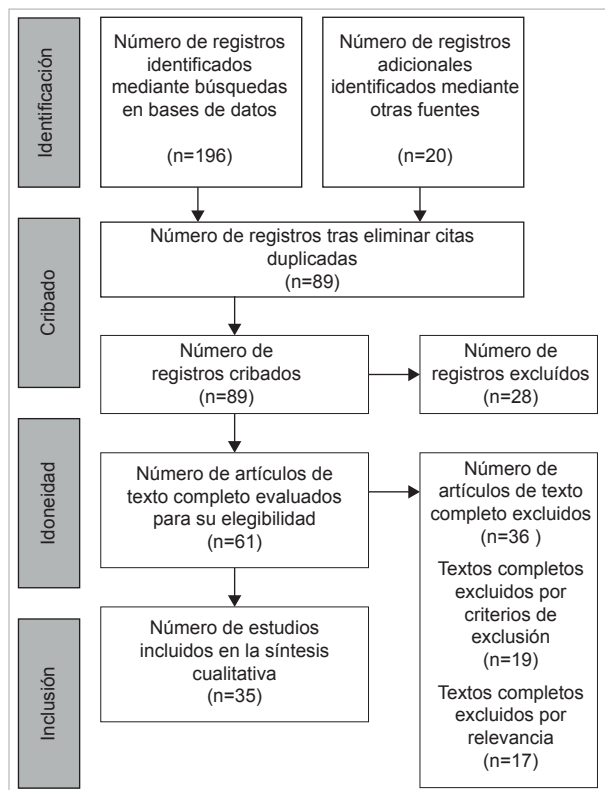 Identificación
Número de registros
identificados
mediante búsquedas
en bases de datos
(n=196)
Número de registros
adicionales
identificados mediante
otras fuentes
(n=20)
Cribado
Número de registros tras eliminar citas
duplicadas
(n=89)
Número de
registros cribados
(n=89)
Número de
registros excluídos
(n=28)
Idoneidad
Número de artículos de
texto completo evaluados
para su elegibilidad
(n=61)
Número de
artículos de texto
completo excluidos
(n=36 )
Textos completos
excluidos por
criterios de
exclusión
(n=19)
Textos completos
excluidos por
relevancia
(n=17)
Inclusión
Número de estudios
incluidos en la síntesis
cualitativa
(n=35)